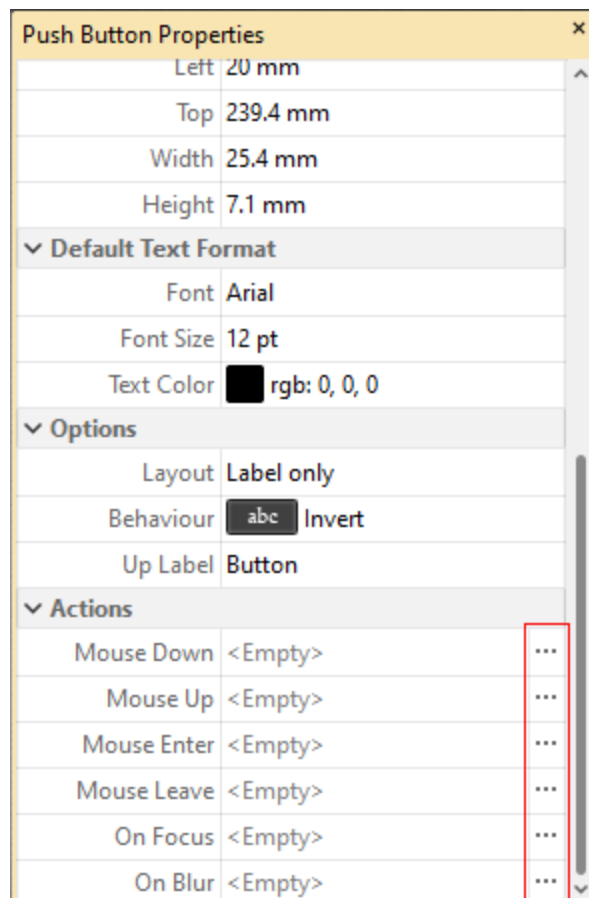 Push Button Properties
Left 20 mm
Top 239.4 mm
Width 25.4 mm
Height 7.1 mm
Default Text Format
Font Arial
Font Size 12 pt
Text Color rgb: 0, 0, 0
Options
Layout Label only
Behaviour abc Invert
Up Label Button
Actions
Mouse Down <Empty> ...
Mouse Up <Empty> ...
Mouse Enter <Empty> ...
Mouse Leave <Empty> ...
On Focus <Empty> ...
On Blur <Empty> ...